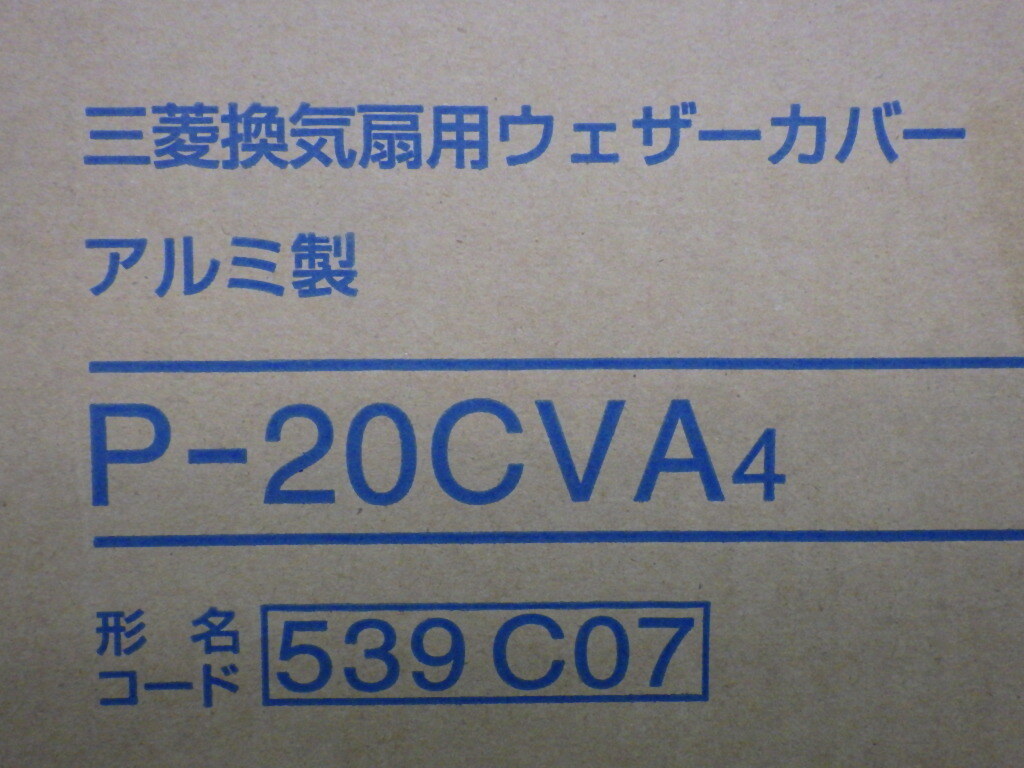 三菱換気扇用ウェザーカバー
アルミ製
P-20CVA4
形名
コード 539 C07